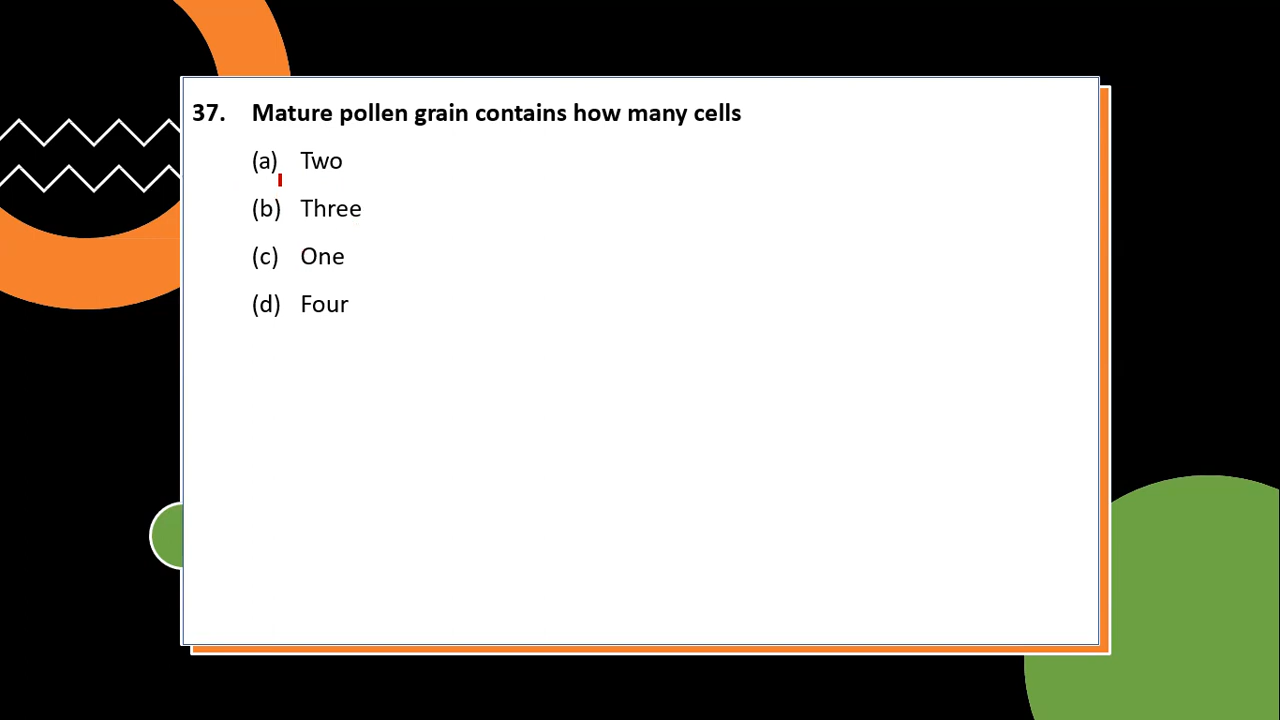 37. Mature pollen grain contains how many cells
(a) Two
(b) Three
(c) One
(d) Four